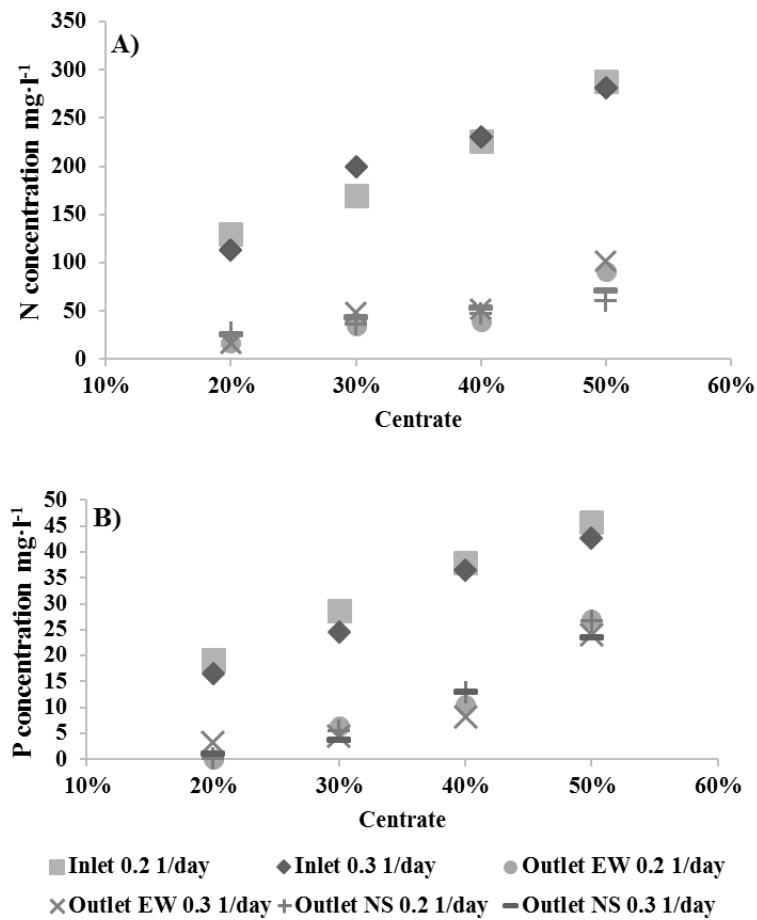 A)
N concentration mg·l-1
350
300
250
200
150
100
50
0
10% 20% 30% 40% 50% 60%
Centrate
B)
P concentration mg·l-1
50
45
40
35
30
25
20
15
10
5
0
10% 20% 30% 40% 50% 60%
Centrate
Inlet 0.2 1/day Inlet 0.3 1/day Outlet EW 0.2 1/day
Outlet EW 0.3 1/day Outlet NS 0.2 1/day Outlet NS 0.3 1/day